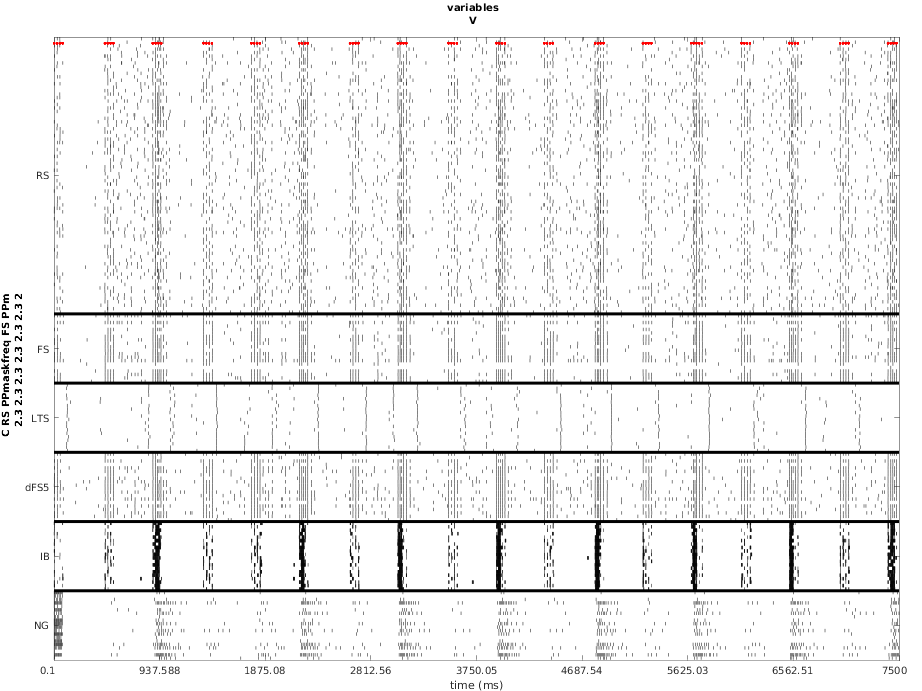 variables
V
C RS PPmaskfreq FS PPm
2.3 2.3 2.3 2.3 2.3 2.3 2
RS
FS
LTS
dFS5
IB
NG
0.1 937.588 1875.08 2812.56 3750.05 4687.54 5625.03 6562.51 7500
time (ms)